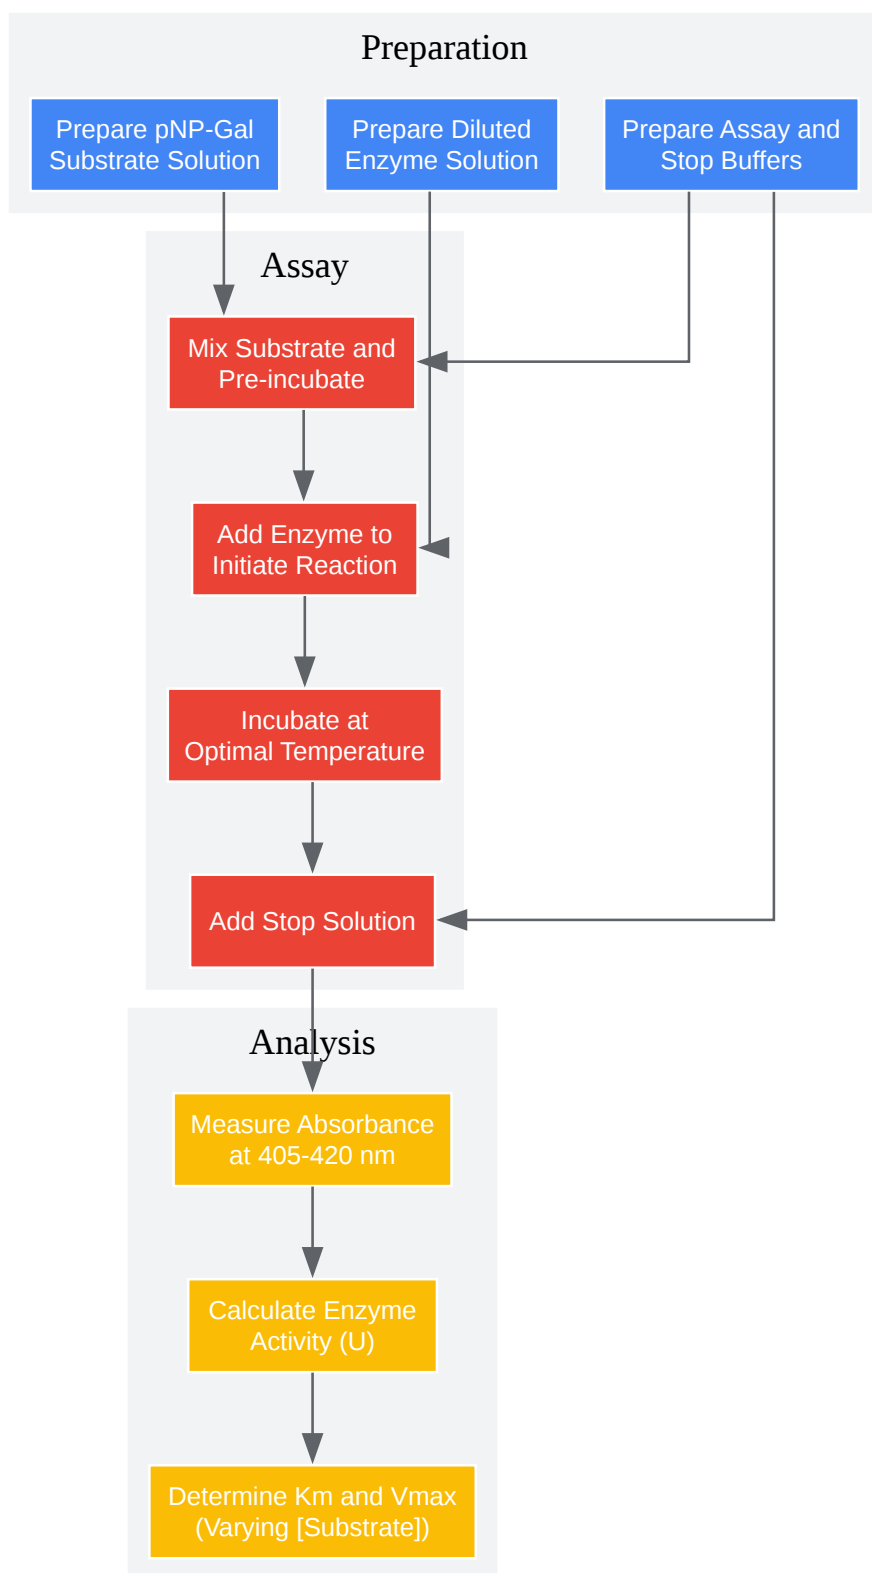 Preparation
Prepare pNP-Gal
Substrate Solution
Prepare Diluted
Enzyme Solution
Prepare Assay and
Stop Buffers
Assay
Mix Substrate and
Pre-incubate
Add Enzyme to
Initiate Reaction
Incubate at
Optimal Temperature
Add Stop Solution
Analysis
Measure Absorbance
at 405-420 nm
Calculate Enzyme
Activity (U)
Determine Km and Vmax
(Varying [Substrate])